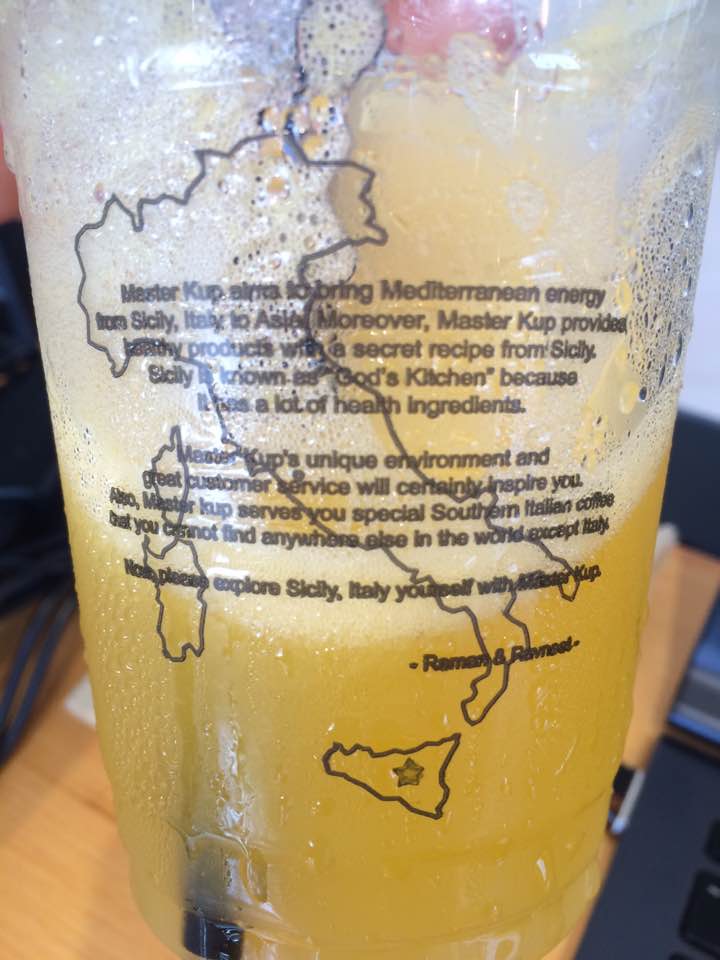 Master Kup aims to bring Mediterranean energy
from Sicily, Italy to Asia. Moreover, Master Kup provides
healthy products with a secret recipe from Sicily.
Sicily is known as "God's Kitchen" because
it has a lot of health ingredients.
Master Kup's unique environment and
great customer service will certainly inspire you.
Also, Master kup serves you special Southern Italian coffee
that you cannot find anywhere else in the world except Italy.
Now, please explore Sicily, Italy yourself with Master Kup.
- Raman & Ravneet -